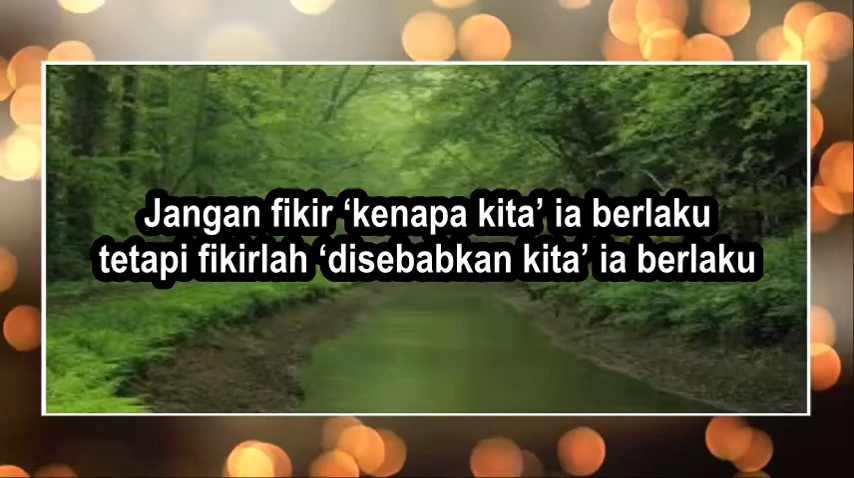 Jangan fikir ‘kenapa kita’ ia berlaku
tetapi fikirlah ‘disebabkan kita’ ia berlaku